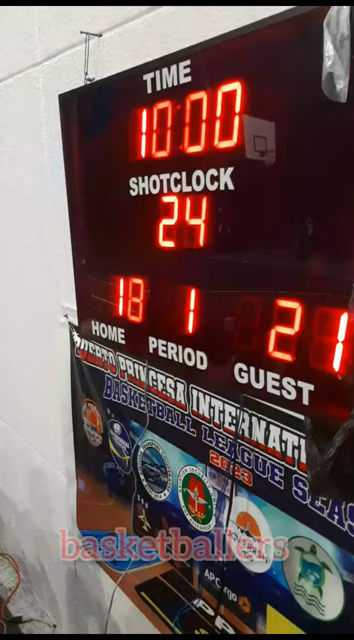 TIME
10:00
SHOTCLOCK
24
18 1 21
HOME PERIOD GUEST
PUERTO PRINCESA INTERNATI
BASKETBALL LEAGUE SEAS
2023
basketballers